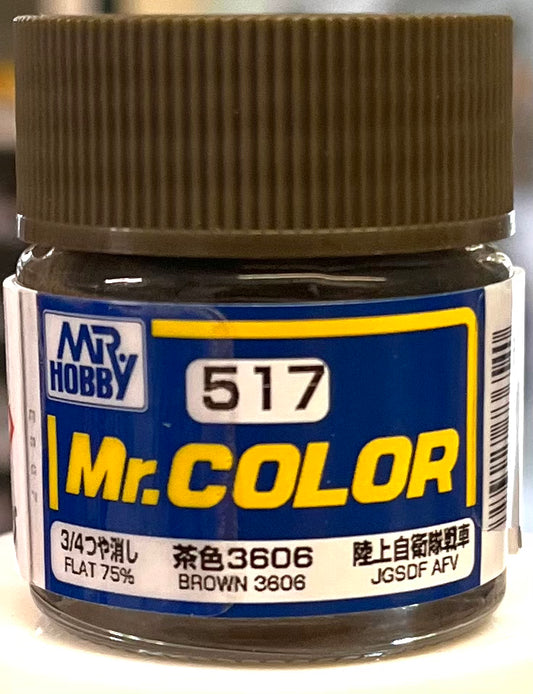 MR.
HOBBY
517
Mr.COLOR
3/4つや消し
FLAT 75%
茶色3606
BROWN 3606
陸上自衛隊戦車
JGSDF AFV